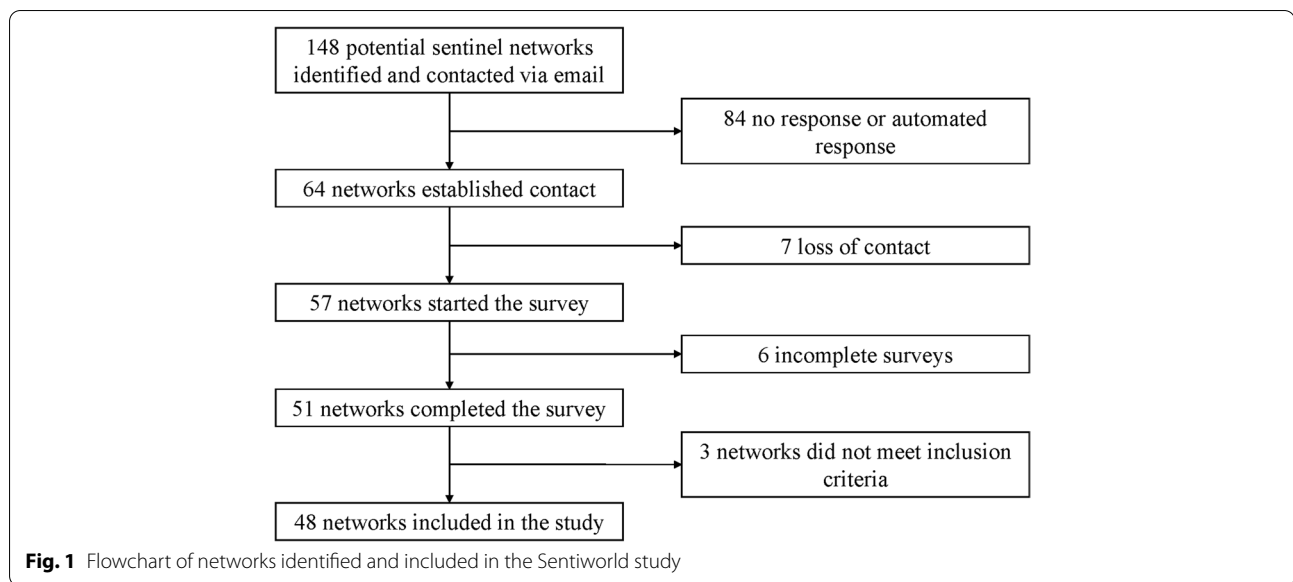 148 potential sentinel networks
identified and contacted via email
84 no response or automated
response
64 networks established contact
7 loss of contact
57 networks started the survey
6 incomplete surveys
51 networks completed the survey
3 networks did not meet inclusion
criteria
48 networks included in the study
Fig. 1 Flowchart of networks identified and included in the Sentiworld study